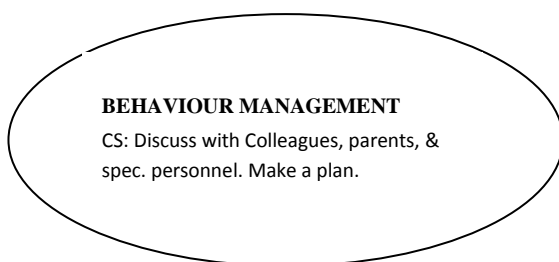 BEHAVIOUR MANAGEMENT
CS: Discuss with Colleagues, parents, &
spec. personnel. Make a plan.